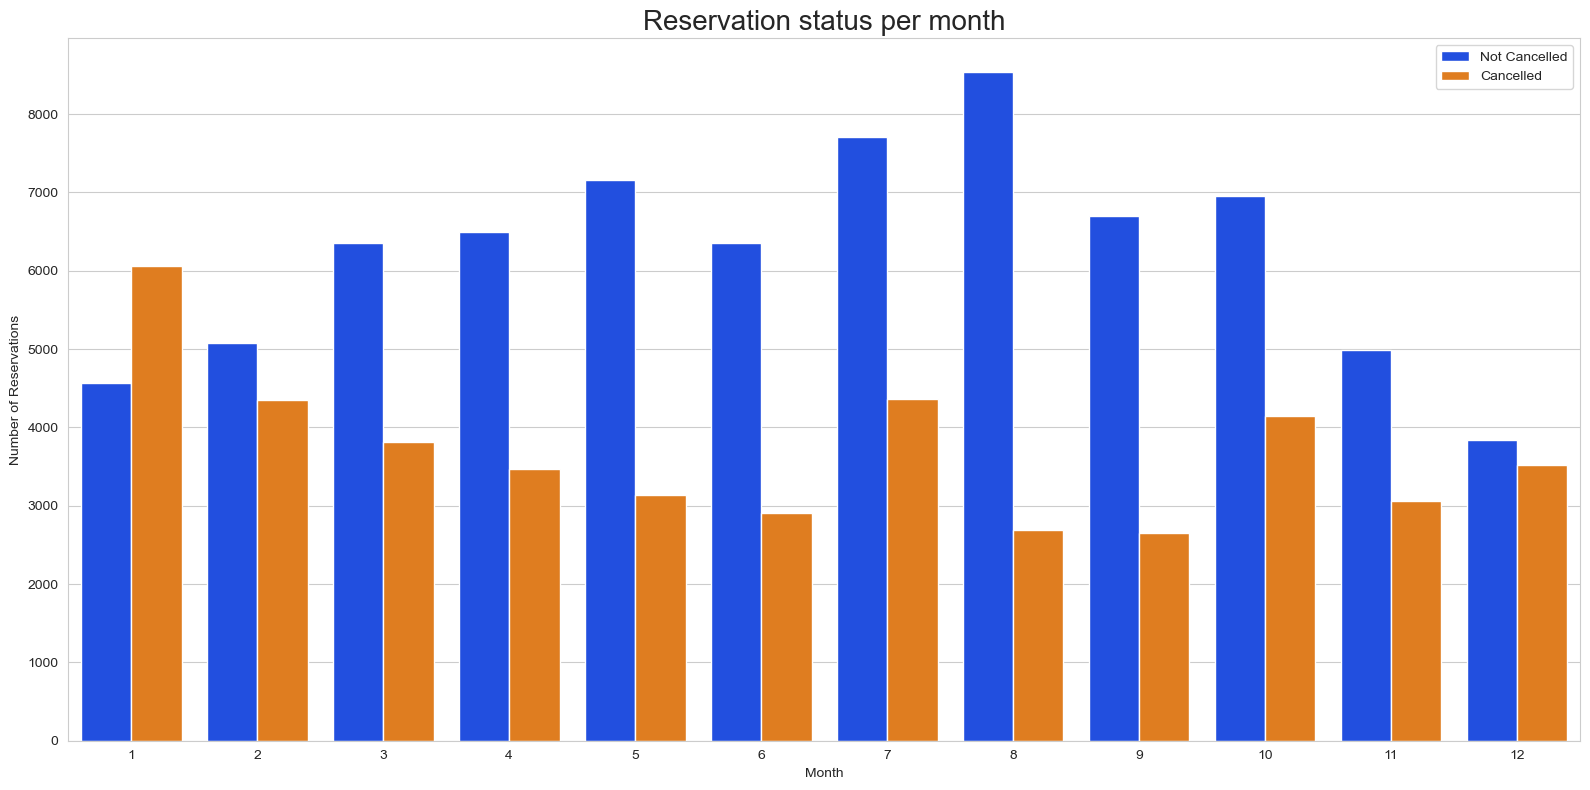 Reservation status per month
Not Cancelled
Cancelled
8000
7000
6000
5000
4000
3000
2000
1000
0
Number of Reservations
1 2 3 4 5 6 7 8 9 10 11 12
Month